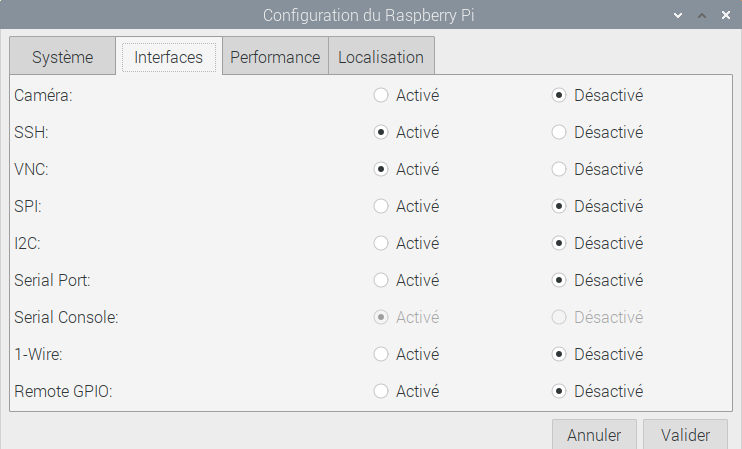 Configuration du Raspberry Pi
Système Interfaces Performance Localisation
Caméra: Activé Désactivé
SSH: Activé Désactivé
VNC: Activé Désactivé
SPI: Activé Désactivé
I2C: Activé Désactivé
Serial Port: Activé Désactivé
Serial Console: Activé Désactivé
1-Wire: Activé Désactivé
Remote GPIO: Activé Désactivé
Annuler Valider